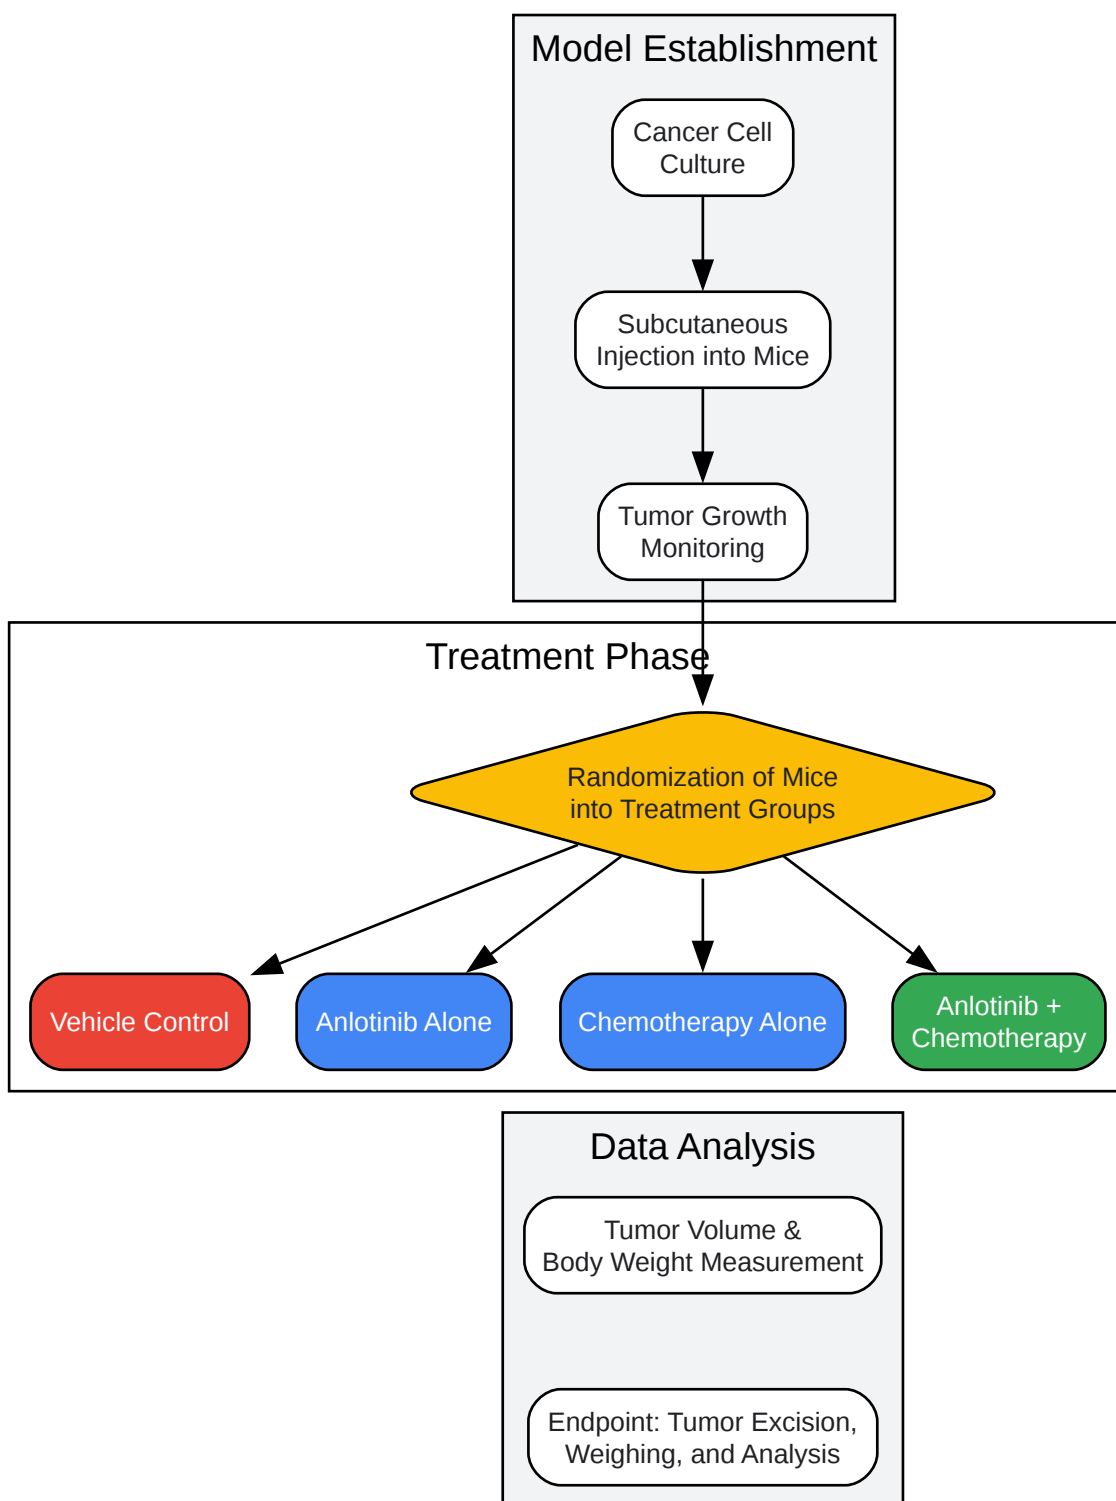 Model Establishment
Cancer Cell
Culture
Subcutaneous
Injection into Mice
Tumor Growth
Monitoring
Treatment Phase
Randomization of Mice
into Treatment Groups
Vehicle Control
Anlotinib Alone
Chemotherapy Alone
Anlotinib +
Chemotherapy
Data Analysis
Tumor Volume &
Body Weight Measurement
Endpoint: Tumor Excision,
Weighing, and Analysis